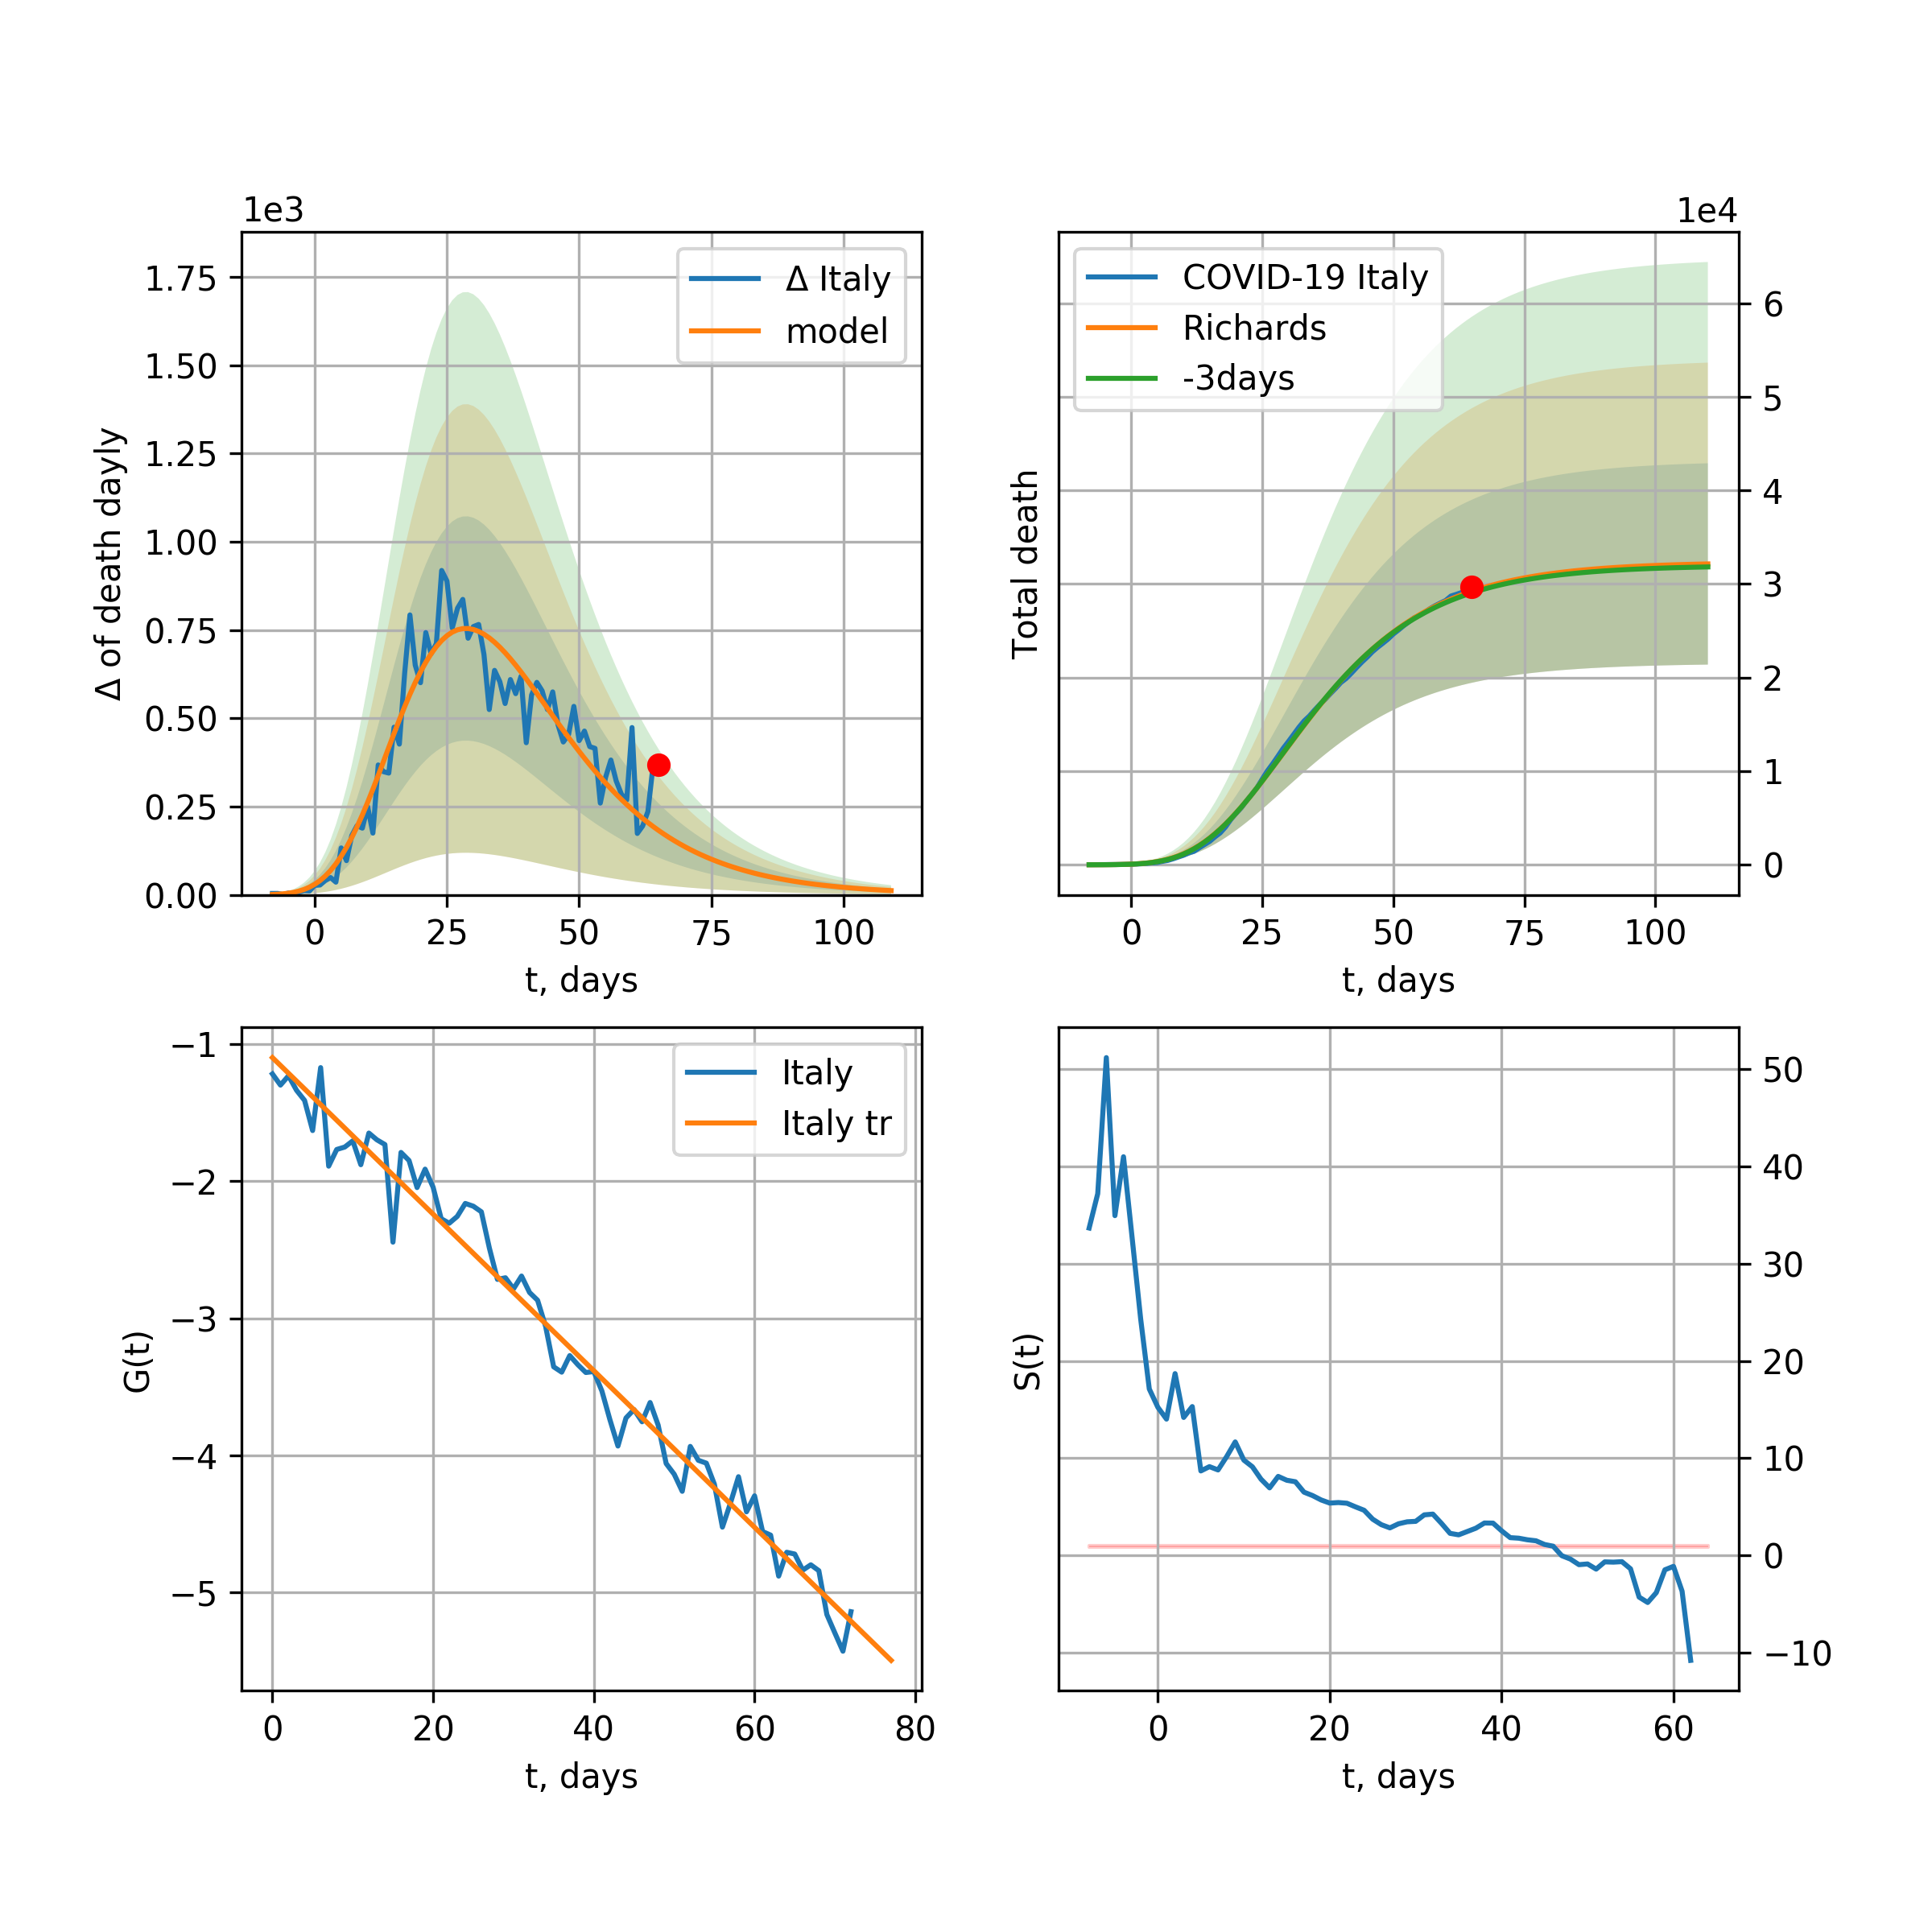 1e3
1.75
1.50
1.25
1.00
0.75
0.50
0.25
0.00
Δ of death dayly
Δ Italy
model
0 25 50 75 100
t, days
1e4
COVID-19 Italy
Richards
-3days
Total death
6
5
4
3
2
1
0
0 25 50 75 100
t, days
−1
−2
−3
−4
−5
G(t)
Italy
Italy tr
0 20 40 60 80
t, days
S(t)
50
40
30
20
10
0
−10
0 20 40 60
t, days